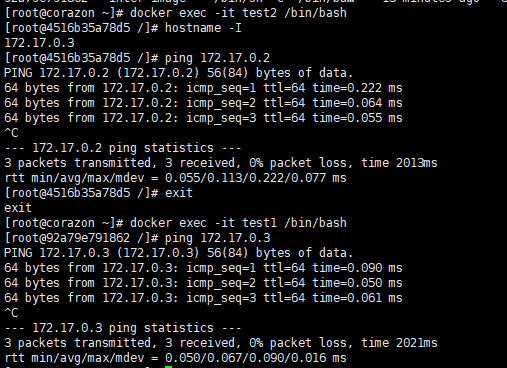 [root@corazon ~]# docker exec -it test2 /bin/bash
[root@4516b35a78d5 /]# hostname -I
172.17.0.3
[root@4516b35a78d5 /]# ping 172.17.0.2
PING 172.17.0.2 (172.17.0.2) 56(84) bytes of data.
64 bytes from 172.17.0.2: icmp_seq=1 ttl=64 time=0.222 ms
64 bytes from 172.17.0.2: icmp_seq=2 ttl=64 time=0.064 ms
64 bytes from 172.17.0.2: icmp_seq=3 ttl=64 time=0.055 ms
^C
--- 172.17.0.2 ping statistics ---
3 packets transmitted, 3 received, 0% packet loss, time 2013ms
rtt min/avg/max/mdev = 0.055/0.113/0.222/0.077 ms
[root@4516b35a78d5 /]# exit
exit
[root@corazon ~]# docker exec -it test1 /bin/bash
[root@92a79e791862 /]# ping 172.17.0.3
PING 172.17.0.3 (172.17.0.3) 56(84) bytes of data.
64 bytes from 172.17.0.3: icmp_seq=1 ttl=64 time=0.090 ms
64 bytes from 172.17.0.3: icmp_seq=2 ttl=64 time=0.050 ms
64 bytes from 172.17.0.3: icmp_seq=3 ttl=64 time=0.061 ms
^C
--- 172.17.0.3 ping statistics ---
3 packets transmitted, 3 received, 0% packet loss, time 2021ms
rtt min/avg/max/mdev = 0.050/0.067/0.090/0.016 ms